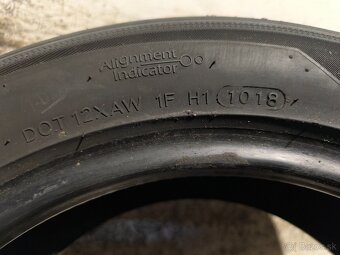 Alignment
Indicator
DOT 12XAW 1F H1 1018